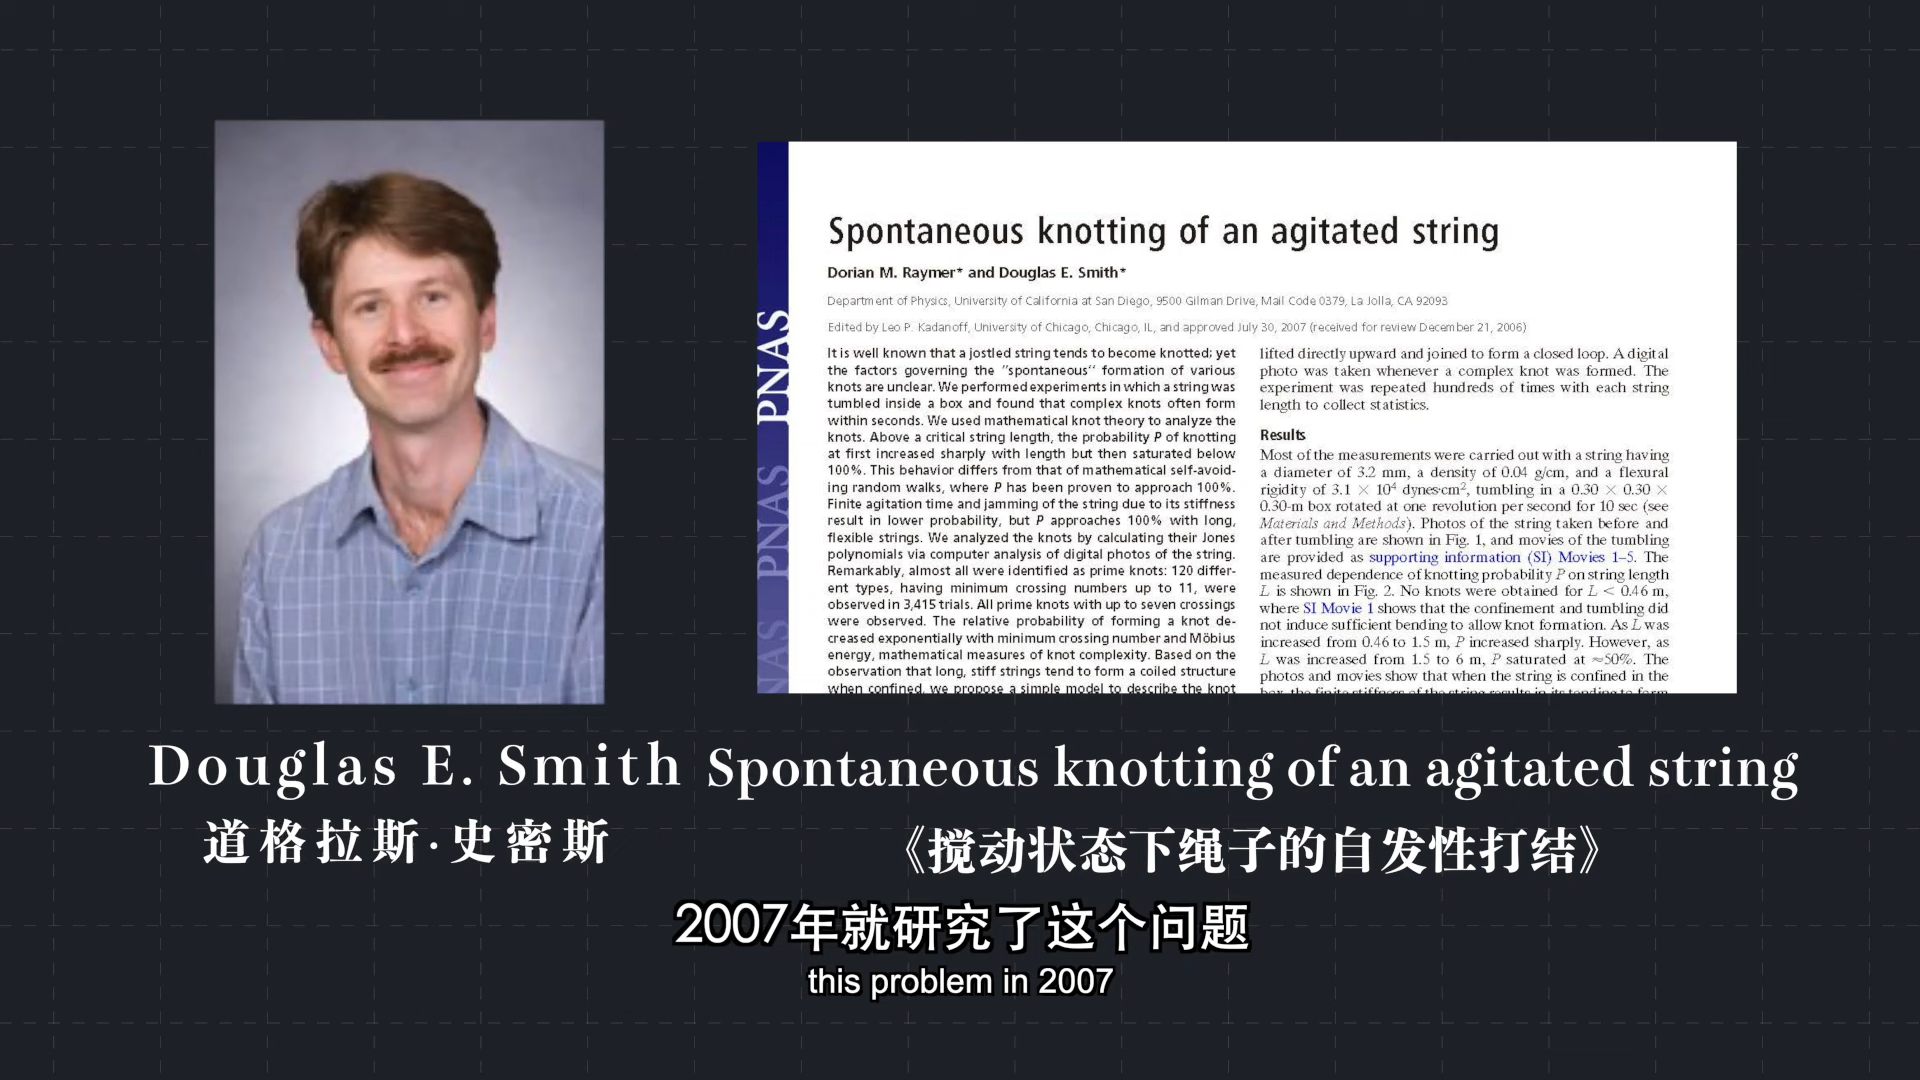 Spontaneous knotting of an agitated string
Dorian M. Raymer* and Douglas E. Smith*
Department of Physics, University of California at San Diego, 9500 Gilman Drive, Mail Code 0379, La Jolla, CA 92093
Edited by Leo P. Kadanoff, University of Chicago, Chicago, IL, and approved July 30, 2007 (received for review December 21, 2006)
It is well known that a jostled string tends to become knotted; yet
the factors governing the "spontaneous" formation of various
knots are unclear. We performed experiments in which a string was
tumbled inside a box and found that complex knots often form
within seconds. We used mathematical knot theory to analyze the
knots. Above a critical string length, the probability P of knotting
at first increased sharply with length but then saturated below
100%. This behavior differs from that of mathematical self-avoid-
ing random walks, where P has been proven to approach 100%.
Finite agitation time and jamming of the string due to its stiffness
result in lower probability, but P approaches 100% with long,
flexible strings. We analyzed the knots by calculating their Jones
polynomials via computer analysis of digital photos of the string.
Remarkably, almost all were identified as prime knots: 120 differ-
ent types, having minimum crossing numbers up to 11, were
observed in 3,415 trials. All prime knots with up to seven crossings
were observed. The relative probability of forming a knot de-
creased exponentially with minimum crossing number and Möbius
energy, mathematical measures of knot complexity. Based on the
observation that long, stiff strings tend to form a coiled structure
when confined, we propose a simple model to describe the knot
lifted directly upward and joined to form a closed loop. A digital
photo was taken whenever a complex knot was formed. The
experiment was repeated hundreds of times with each string
length to collect statistics.
Results
Most of the measurements were carried out with a string having
a diameter of 3.2 mm, a density of 0.04 g/cm, and a flexural
rigidity of 3.1 × 10⁴ dynes·cm², tumbling in a 0.30 × 0.30 ×
0.30-m box rotated at one revolution per second for 10 sec (see
Materials and Methods). Photos of the string taken before and
after tumbling are shown in Fig. 1, and movies of the tumbling
are provided as supporting information (SI) Movies 1–5. The
measured dependence of knotting probability P on string length
L is shown in Fig. 2. No knots were obtained for L < 0.46 m,
where SI Movie 1 shows that the confinement and tumbling did
not induce sufficient bending to allow knot formation. As L was
increased from 0.46 to 1.5 m, P increased sharply. However, as
L was increased from 1.5 to 6 m, P saturated at ≈50%. The
photos and movies show that when the string is confined in the
box, the finite stiffness of the string results in its tending to form
PNAS
PNAS
PNAS
Douglas E. Smith
Spontaneous knotting of an agitated string
道格拉斯·史密斯
《搅动状态下绳子的自发性打结》
2007年就研究了这个问题
this problem in 2007